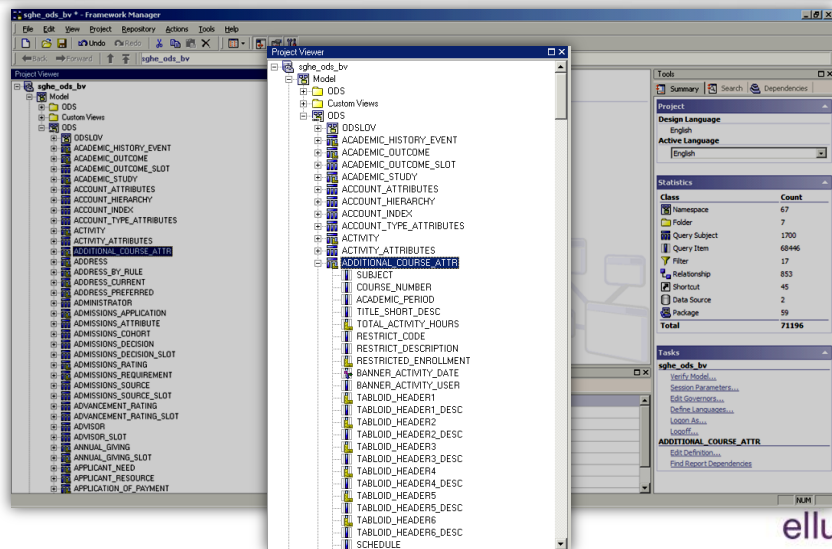 sghe_ods_bv * - Framework Manager
File Edit View Project Repository Actions Tools Help
Undo Redo
Back Forward sghe_ods_bv
Project Viewer
sghe_ods_bv
Model
ODS
Custom Views
ODS
ODSLOV
ACADEMIC_HISTORY_EVENT
ACADEMIC_OUTCOME
ACADEMIC_OUTCOME_SLOT
ACADEMIC_STUDY
ACCOUNT_ATTRIBUTES
ACCOUNT_HIERARCHY
ACCOUNT_INDEX
ACCOUNT_TYPE_ATTRIBUTES
ACTIVITY
ACTIVITY_ATTRIBUTES
ADDITIONAL_COURSE_ATTR
ADDRESS
ADDRESS_BY_RULE
ADDRESS_CURRENT
ADDRESS_PREFERRED
ADMINISTRATOR
ADMISSIONS_APPLICATION
ADMISSIONS_ATTRIBUTE
ADMISSIONS_COHORT
ADMISSIONS_DECISION
ADMISSIONS_DECISION_SLOT
ADMISSIONS_RATING
ADMISSIONS_REQUIREMENT
ADMISSIONS_SOURCE
ADMISSIONS_SOURCE_SLOT
ADVANCEMENT_RATING
ADVANCEMENT_RATING_SLOT
ADVISOR
ADVISOR_SLOT
ANNUAL_GIVING
ANNUAL_GIVING_SLOT
APPLICANT_NEED
APPLICANT_RESOURCE
APPLICATION_OF_PAYMENT
Project Viewer
sghe_ods_bv
Model
ODS
Custom Views
ODS
ODSLOV
ACADEMIC_HISTORY_EVENT
ACADEMIC_OUTCOME
ACADEMIC_OUTCOME_SLOT
ACADEMIC_STUDY
ACCOUNT_ATTRIBUTES
ACCOUNT_HIERARCHY
ACCOUNT_INDEX
ACCOUNT_TYPE_ATTRIBUTES
ACTIVITY
ACTIVITY_ATTRIBUTES
ADDITIONAL_COURSE_ATTR
SUBJECT
COURSE_NUMBER
ACADEMIC_PERIOD
TITLE_SHORT_DESC
TOTAL_ACTIVITY_HOURS
RESTRICT_CODE
RESTRICT_DESCRIPTION
RESTRICTED_ENROLLMENT
BANNER_ACTIVITY_DATE
BANNER_ACTIVITY_USER
TABLOID_HEADER1
TABLOID_HEADER1_DESC
TABLOID_HEADER2
TABLOID_HEADER2_DESC
TABLOID_HEADER3
TABLOID_HEADER3_DESC
TABLOID_HEADER4
TABLOID_HEADER4_DESC
TABLOID_HEADER5
TABLOID_HEADER5_DESC
TABLOID_HEADER6
TABLOID_HEADER6_DESC
SCHEDULE
Tools
Summary Search Dependencies
Project
Design Language
English
Active Language
English
Statistics
Class Count
Namespace 67
Folder 7
Query Subject 1700
Query Item 68446
Filter 17
Relationship 853
Shortcut 45
Data Source 2
Package 59
Total 71196
Tasks
sghe_ods_bv
Verify Model...
Session Parameters...
Edit Governors...
Define Languages...
Logon As...
Logoff...
ADDITIONAL_COURSE_ATTR
Edit Definition...
Find Report Dependencies
NUM
ellu